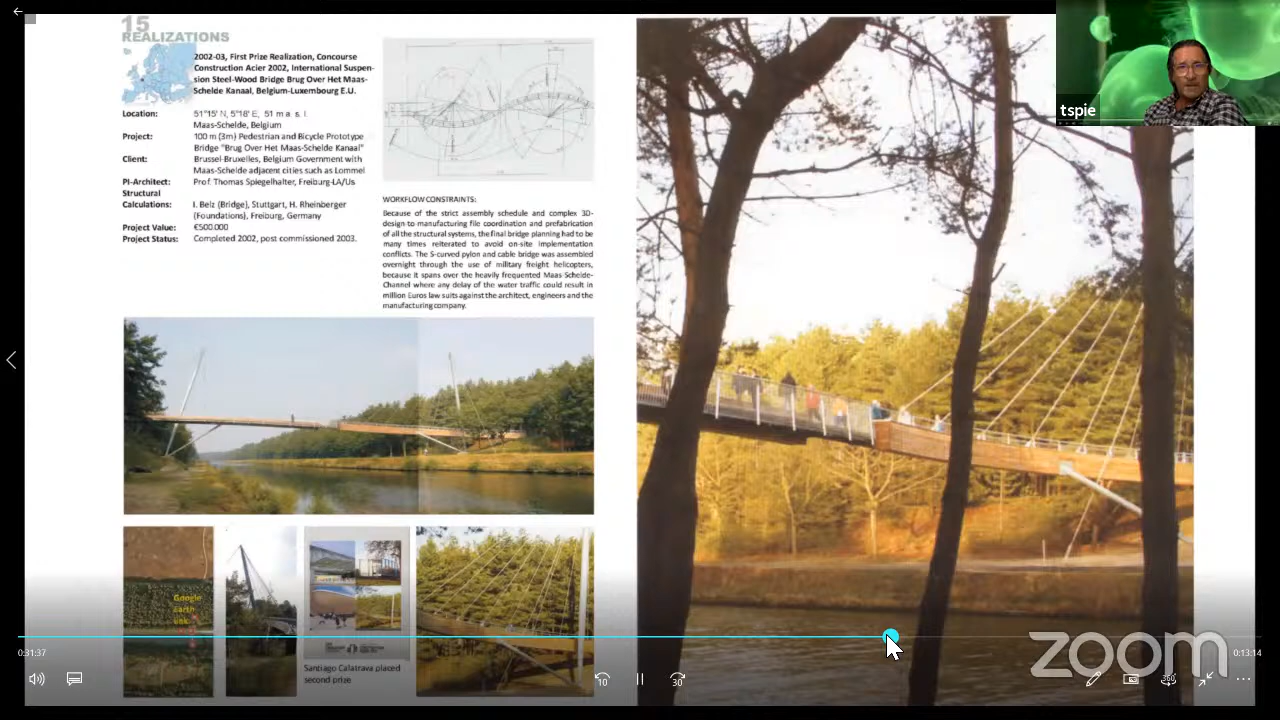 15
REALIZATIONS
2002-03, First Prize Realization, Concourse
Construction Acier 2002, International Suspen-
sion Steel-Wood Bridge Brug Over Het Maas-
Schelde Kanaal, Belgium-Luxembourg E.U.
Location: 51°15' N, 5°18' E, 51 m a. s. l.
Maas-Schelde, Belgium
Project: 100 m (3m) Pedestrian and Bicycle Prototype
Bridge "Brug Over Het Maas-Schelde Kanaal"
Client: Brussel-Bruxelles, Belgium Government with
Maas-Schelde adjacent cities such as Lommel
PI-Architect: Prof. Thomas Spiegelhalter, Freiburg-LA/Us
Structural
Calculations: I. Belz (Bridge), Stuttgart, H. Rheinberger
(Foundations), Freiburg, Germany
Project Value: €500.000
Project Status: Completed 2002, post commissioned 2003.
WORKFLOW CONSTRAINTS:
Because of the strict assembly schedule and complex 3D-
design-to manufacturing file coordination and prefabrication
of all the structural systems, the final bridge planning had to be
many times reiterated to avoid on-site implementation
conflicts. The S-curved pylon and cable bridge was assembled
overnight through the use of military freight helicopters,
because it spans over the heavily frequented Maas Schelde-
Channel where any delay of the water traffic could result in
million Euros law suits against the architect, engineers and the
manufacturing company.
Google
Earth
Santiago Calatrava placed
second prize
tspie
zoom
0:31:37
0:13:14
10
30
360